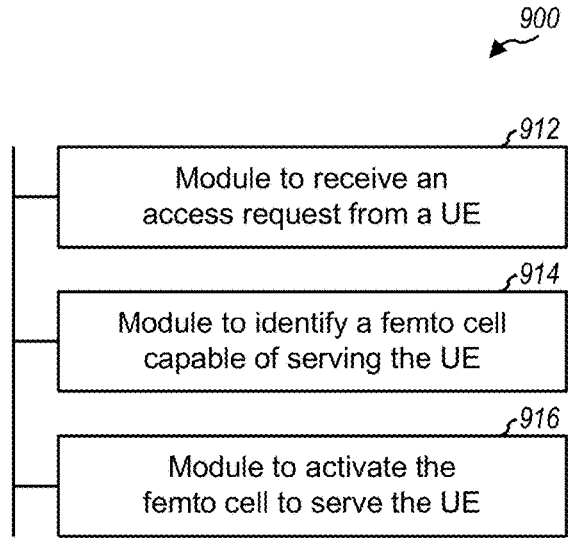 900
912
Module to receive an
access request from a UE
914
Module to identify a femto cell
capable of serving the UE
916
Module to activate the
femto cell to serve the UE